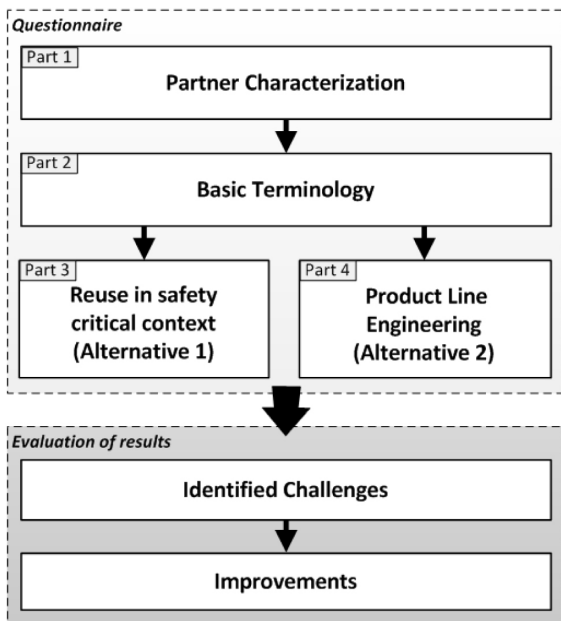 Questionnaire
Part 1
Partner Characterization
Part 2
Basic Terminology
Part 3
Reuse in safety
critical context
(Alternative 1)
Part 4
Product Line
Engineering
(Alternative 2)
Evaluation of results
Identified Challenges
Improvements